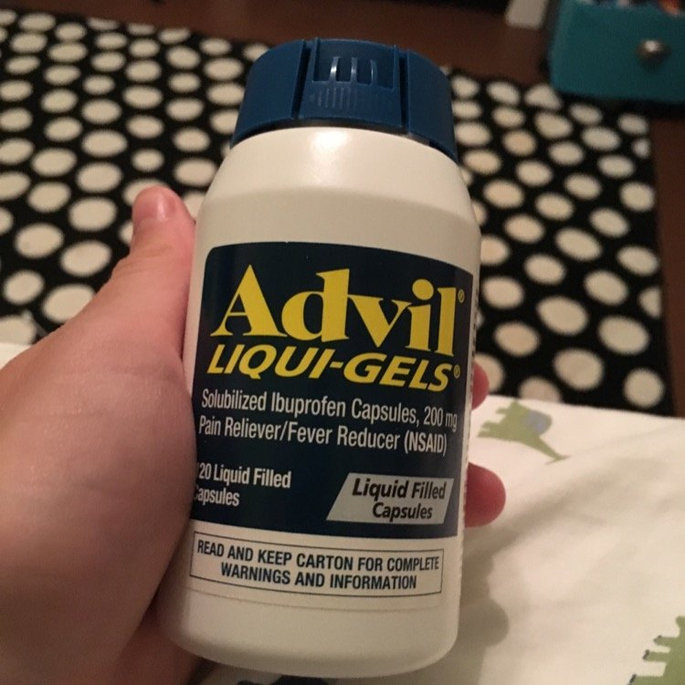 Advil®
LIQUI-GELS®
Solubilized Ibuprofen Capsules, 200 mg
Pain Reliever/Fever Reducer (NSAID)
20 Liquid Filled
Capsules
Liquid Filled
Capsules
READ AND KEEP CARTON FOR COMPLETE
WARNINGS AND INFORMATION